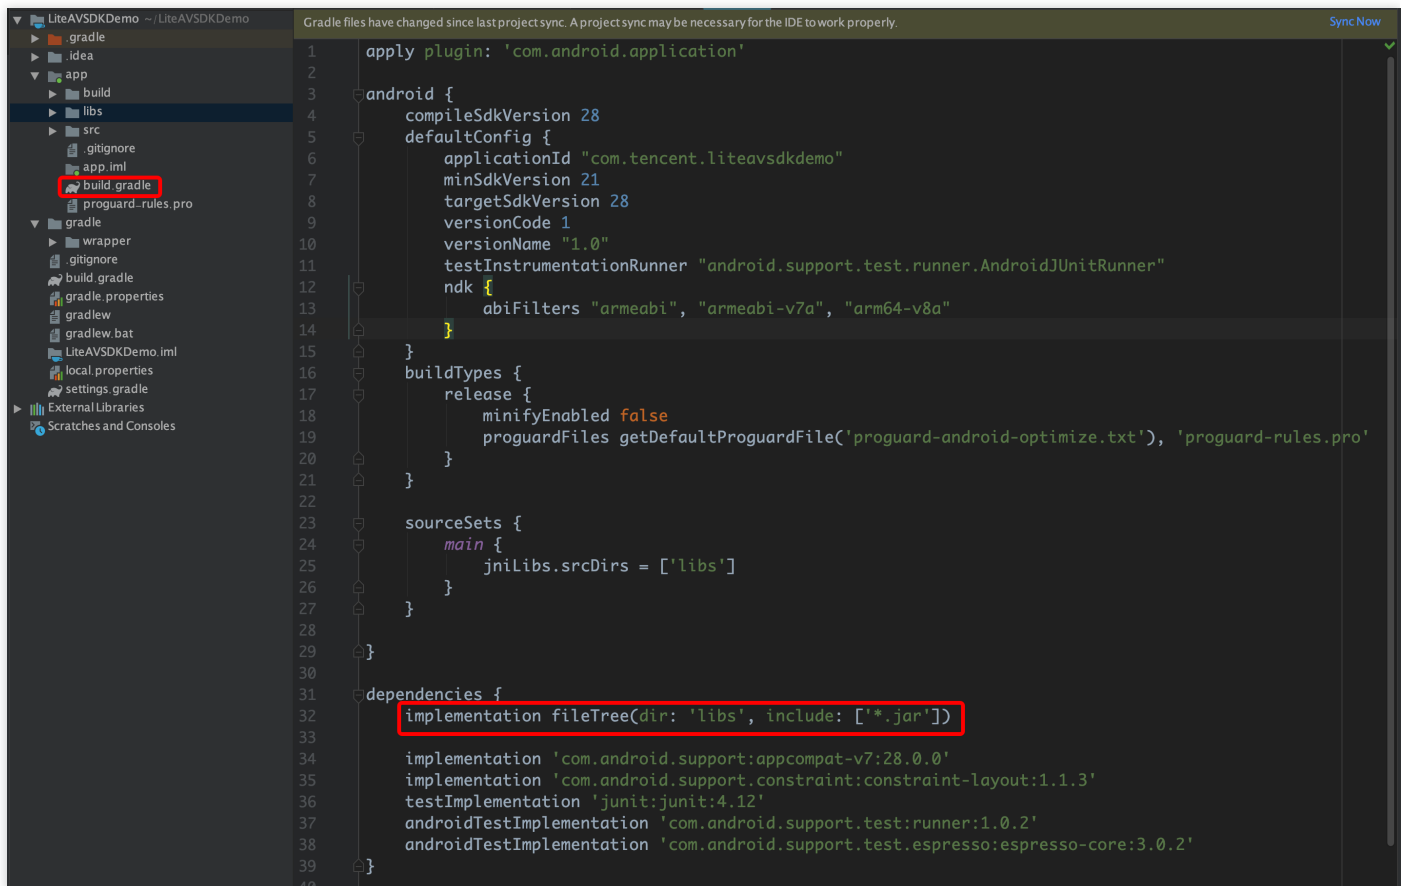 LiteAVSDKDemo ~/LiteAVSDKDemo
.gradle
.idea
app
build
libs
src
.gitignore
app.iml
build.gradle
proguard-rules.pro
gradle
wrapper
.gitignore
build.gradle
gradle.properties
gradlew
gradlew.bat
LiteAVSDKDemo.iml
local.properties
settings.gradle
External Libraries
Scratches and Consoles
Gradle files have changed since last project sync. A project sync may be necessary for the IDE to work properly. Sync Now
1 apply plugin: 'com.android.application'
2
3 android {
4 compileSdkVersion 28
5 defaultConfig {
6 applicationId "com.tencent.liteavsdkdemo"
7 minSdkVersion 21
8 targetSdkVersion 28
9 versionCode 1
10 versionName "1.0"
11 testInstrumentationRunner "android.support.test.runner.AndroidJUnitRunner"
12 ndk {
13 abiFilters "armeabi", "armeabi-v7a", "arm64-v8a"
14 }
15 }
16 buildTypes {
17 release {
18 minifyEnabled false
19 proguardFiles getDefaultProguardFile('proguard-android-optimize.txt'), 'proguard-rules.pro'
20 }
21 }
22
23 sourceSets {
24 main {
25 jniLibs.srcDirs = ['libs']
26 }
27 }
28
29 }
30
31 dependencies {
32 implementation fileTree(dir: 'libs', include: ['*.jar'])
33
34 implementation 'com.android.support:appcompat-v7:28.0.0'
35 implementation 'com.android.support.constraint:constraint-layout:1.1.3'
36 testImplementation 'junit:junit:4.12'
37 androidTestImplementation 'com.android.support.test:runner:1.0.2'
38 androidTestImplementation 'com.android.support.test.espresso:espresso-core:3.0.2'
39 }